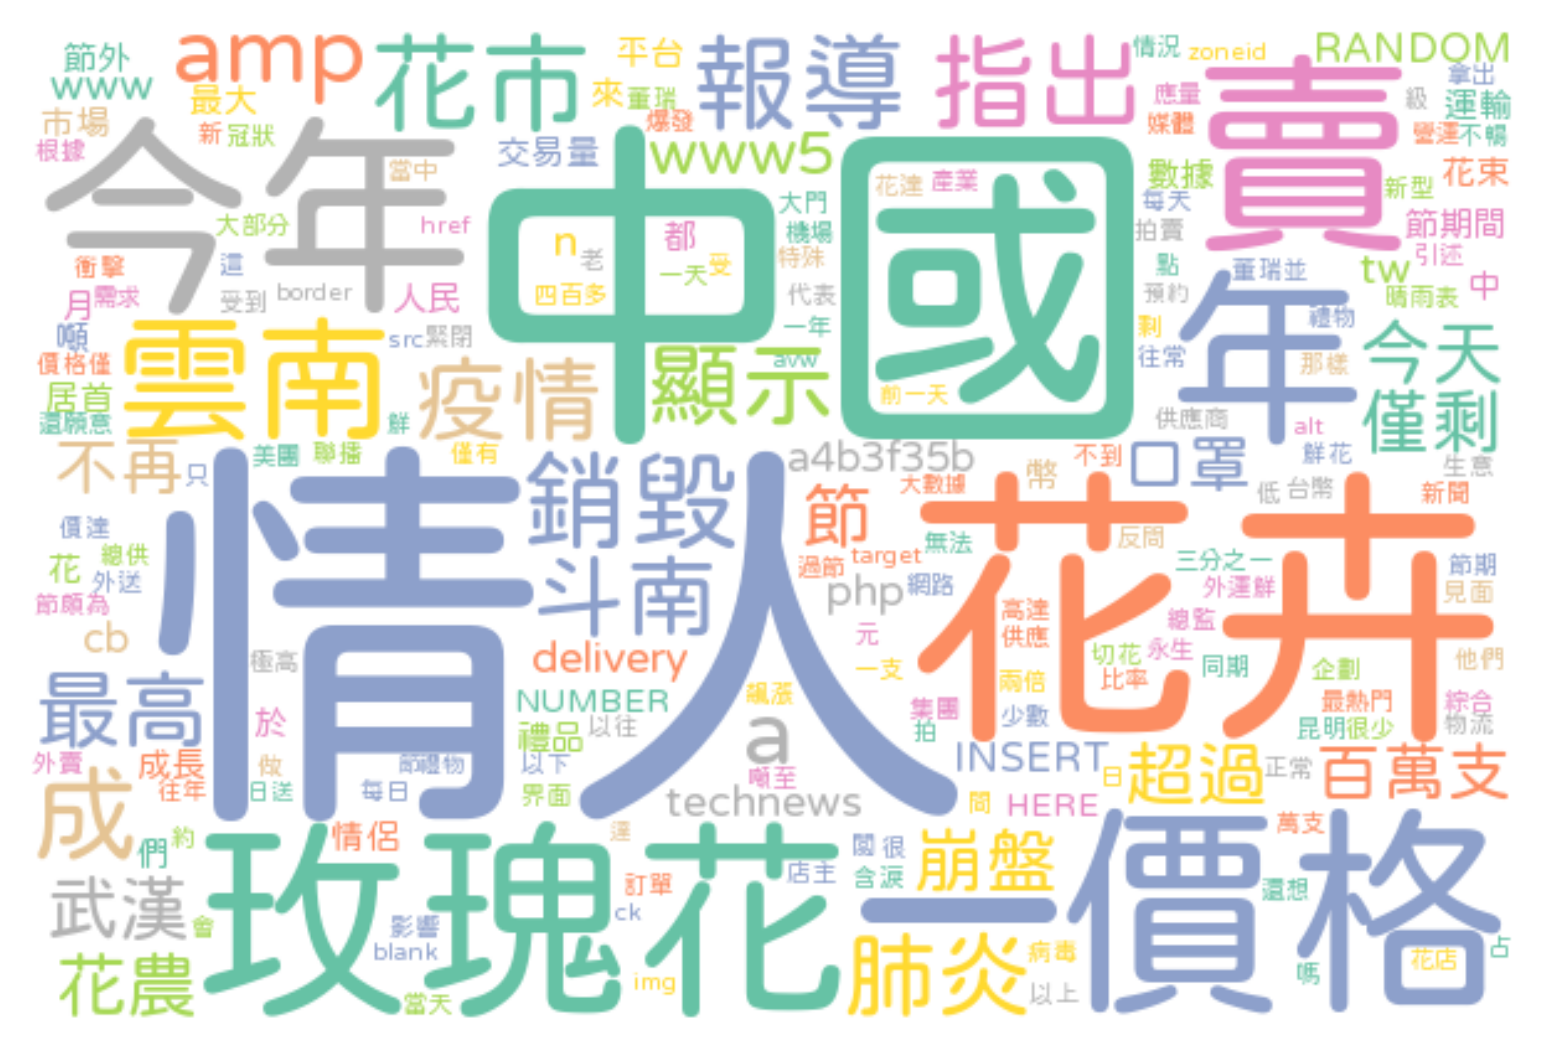 節外
www
amp
花市
平台
報導
指出
情況
zoneid
RANDOM
拿出
最大
來
董瑞
應量
級
運輸
市場
新
冠狀
爆發
媒體
營運
不暢
根據
今年
當中
交易量
www5
中國
花達
產業
賣
數據
新型
花束
大部分
href
n
都
大門
每天
節期間
衝擊
這
老
一天
受
機場
特殊
拍賣
引述
月
需求
受到
border
人民
四百多
代表
點
董瑞並
tw
中
預約
晴雨表
噸
雲南
src
緊閉
一年
剩
年
禮物
今天
價格僅
疫情
顯示
avw
往常
那樣
居首
前一天
僅剩
還願意
鮮
供應商
alt
不再
只
美團
聯播
僅有
a4b3f35b
幣
不到
口罩
鮮花
生意
情人
銷毀
節
大數據
花卉
低
台幣
新聞
價達
反問
花
總供
斗南
過節
target
無法
三分之一
節期
外送
php
網路
外運鮮
見面
節頗為
高達
cb
元
供應
總監
極高
delivery
一支
切花
永生
同期
企劃
他們
最高
NUMBER
飆漲
兩倍
比率
最熱門
綜合
於
禮品
以往
a
集團
少數
昆明
很少
物流
拍
外賣
成長
做
節禮物
以下
噸至
INSERT
日
超過
正常
百萬支
往年
日送
每日
界面
technews
問
HERE
成
玫瑰花
情侶
達
閻
很
崩盤
價格
萬支
們
約
店主
含淚
武漢
訂單
一
還想
會
影響
ck
花農
blank
肺炎
病毒
花店
占
當天
img
以上
嗎